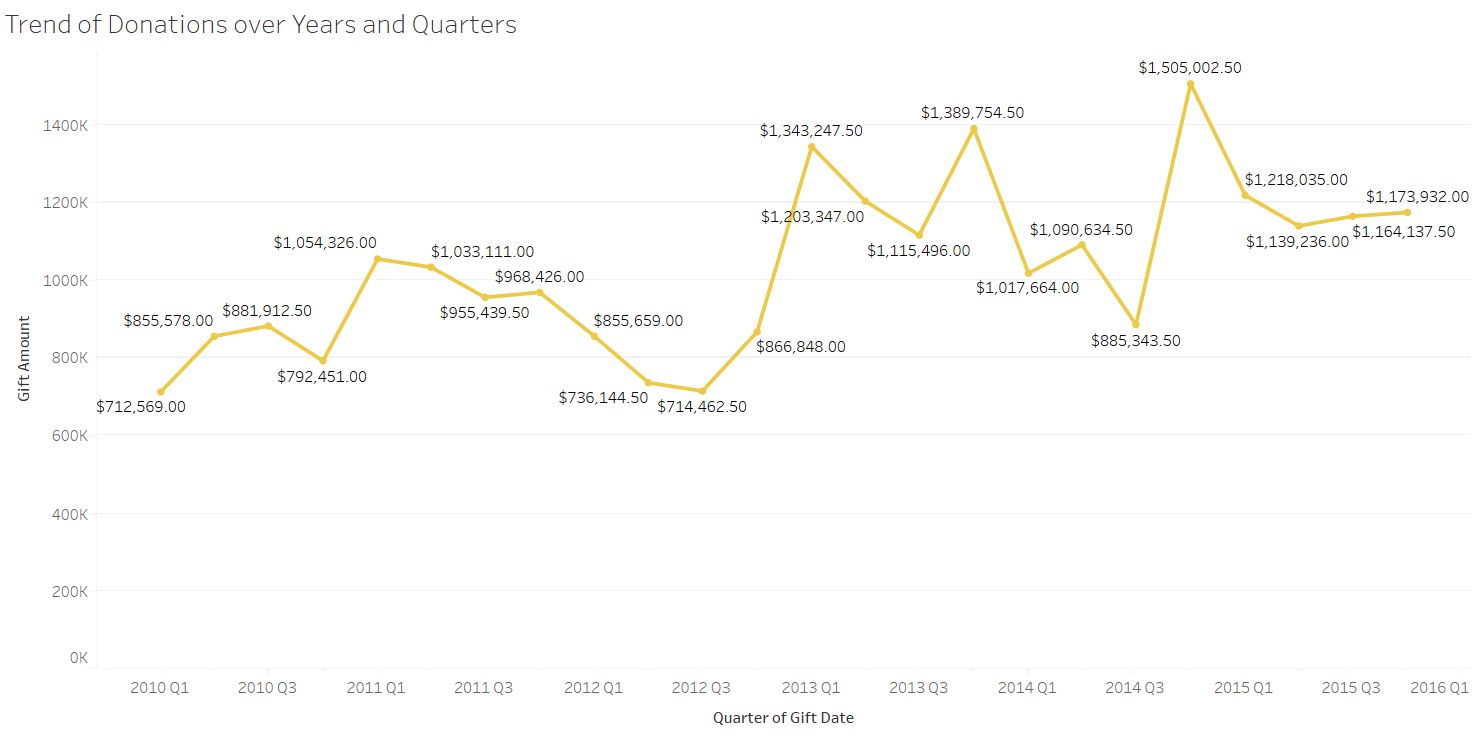 Trend of Donations over Years and Quarters
$1,505,002.50
$1,389,754.50
1400K
$1,343,247.50
$1,218,035.00
$1,173,932.00
1200K
$1,203,347.00
$1,090,634.50
$1,164,137.50
$1,054,326.00
$1,033,111.00
$1,115,496.00
$1,139,236.00
$968,426.00
1000K
$1,017,664.00
$855,578.00
$881,912.50
$955,439.50
$855,659.00
$866,848.00
$885,343.50
800K
$792,451.00
$736,144.50
$714,462.50
$712,569.00
Gift Amount
600K
400K
200K
0K
2010 Q1 2010 Q3 2011 Q1 2011 Q3 2012 Q1 2012 Q3 2013 Q1 2013 Q3 2014 Q1 2014 Q3 2015 Q1 2015 Q3 2016 Q1
Quarter of Gift Date